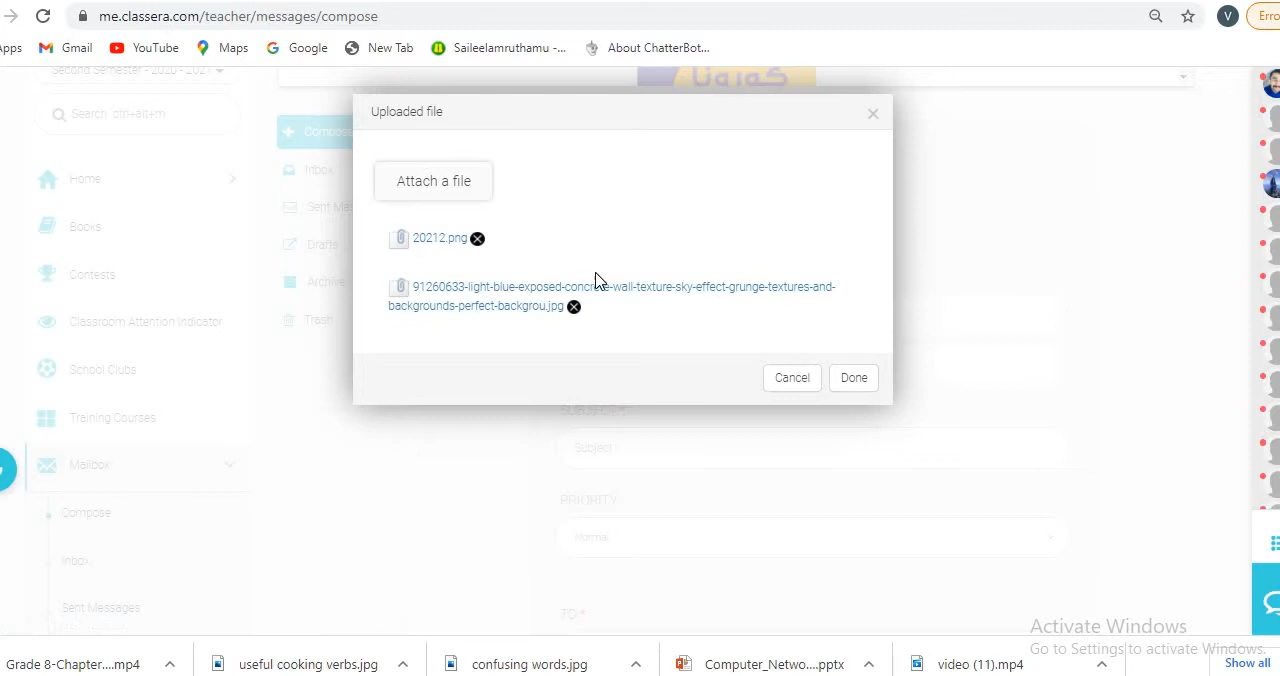 me.classera.com/teacher/messages/compose
V
Erro
Apps
Gmail
YouTube
Maps
Google
New Tab
Saileesamruthamu -...
About ChatterBot...
Second Semester - 2020 - 2021
كورونا
Search ctrl+alt+m
Uploaded file
Compose
Home
Inbox
Attach a file
Sent Mes
Books
20212.png
Drafts
Contests
Archive
91260633-light-blue-exposed-concrete-wall-texture-sky-effect-grunge-textures-and-
backgrounds-perfect-backgrou.jpg
Classroom Attention Indicator
Trash
School Clubs
Cancel
Done
SUBJECT *
Training Courses
Subject
Mailbox
PRIORITY
Compose
Normal
Inbox
Sent Messages
TO *
Activate Windows
Go to Settings to activate Windows.
Grade 8-Chapter....mp4
useful cooking verbs.jpg
confusing words.jpg
Computer_Netwo....pptx
video (11).mp4
Show all